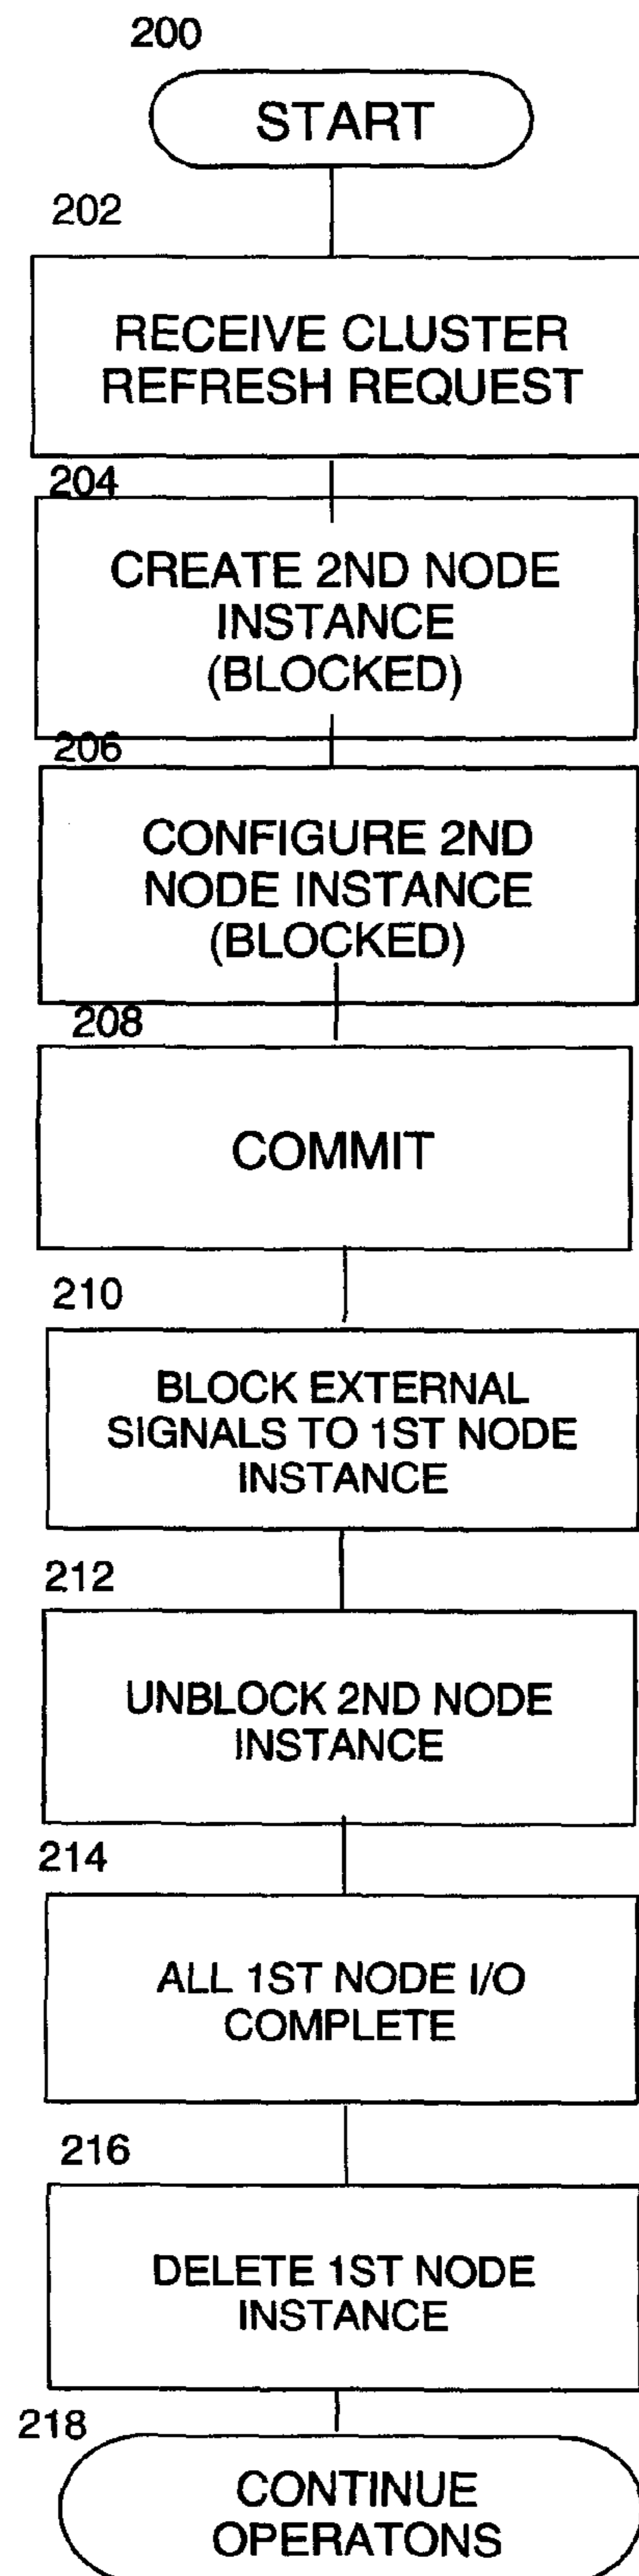 200
START
202
RECEIVE CLUSTER
REFRESH REQUEST
204
CREATE 2ND NODE
INSTANCE
(BLOCKED)
206
CONFIGURE 2ND
NODE INSTANCE
(BLOCKED)
208
COMMIT
210
BLOCK EXTERNAL
SIGNALS TO 1ST NODE
INSTANCE
212
UNBLOCK 2ND NODE
INSTANCE
214
ALL 1ST NODE I/O
COMPLETE
216
DELETE 1ST NODE
INSTANCE
218
CONTINUE
OPERATONS